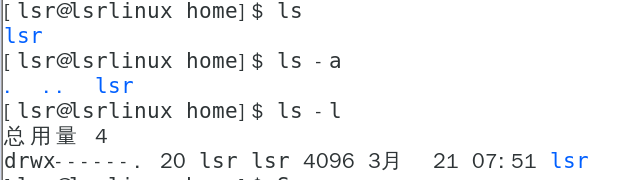 [lsr@lsrlinux home]$ ls
lsr
[lsr@lsrlinux home]$ ls -a
.  ..  lsr
[lsr@lsrlinux home]$ ls -l
总用量 4
drwx------. 20 lsr lsr 4096 3月  21 07:51 lsr